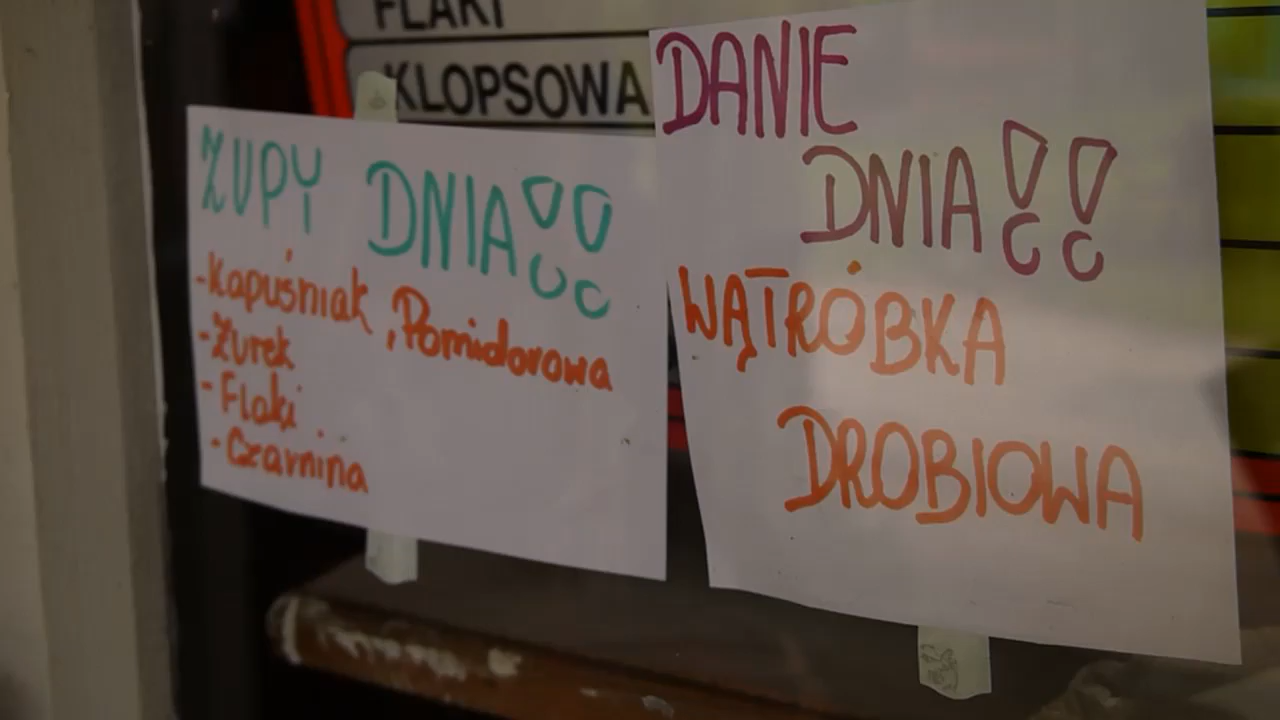 FLAKI
KLOPSOWA
ZUPY DNIA!!
-Kapuśniak, Pomidorowa
-Żurek
- Flaki
- Czarnina
DANIE
DNIA!!
WĄTRÓBKA
DROBIOWA